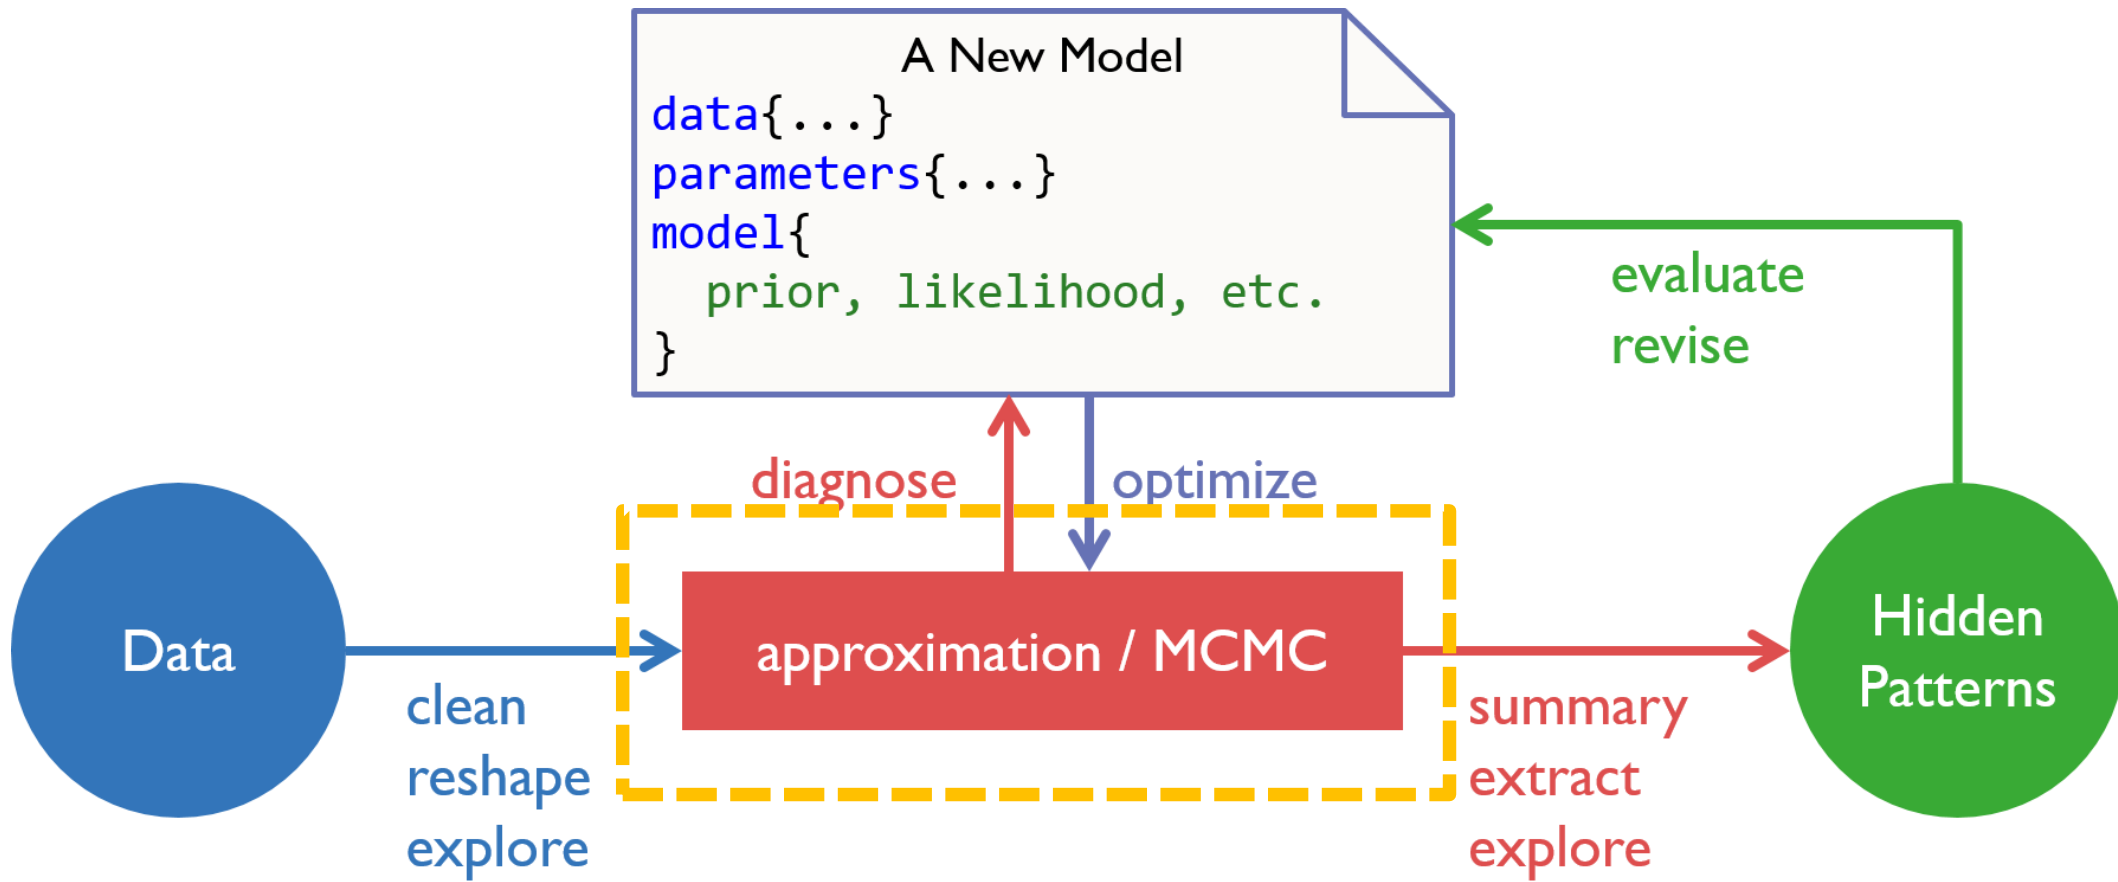 A New Model
data{...}
parameters{...}
model{
  prior, likelihood, etc.
}
evaluate
revise
diagnose
optimize
Data
approximation / MCMC
Hidden
Patterns
clean
reshape
explore
summary
extract
explore